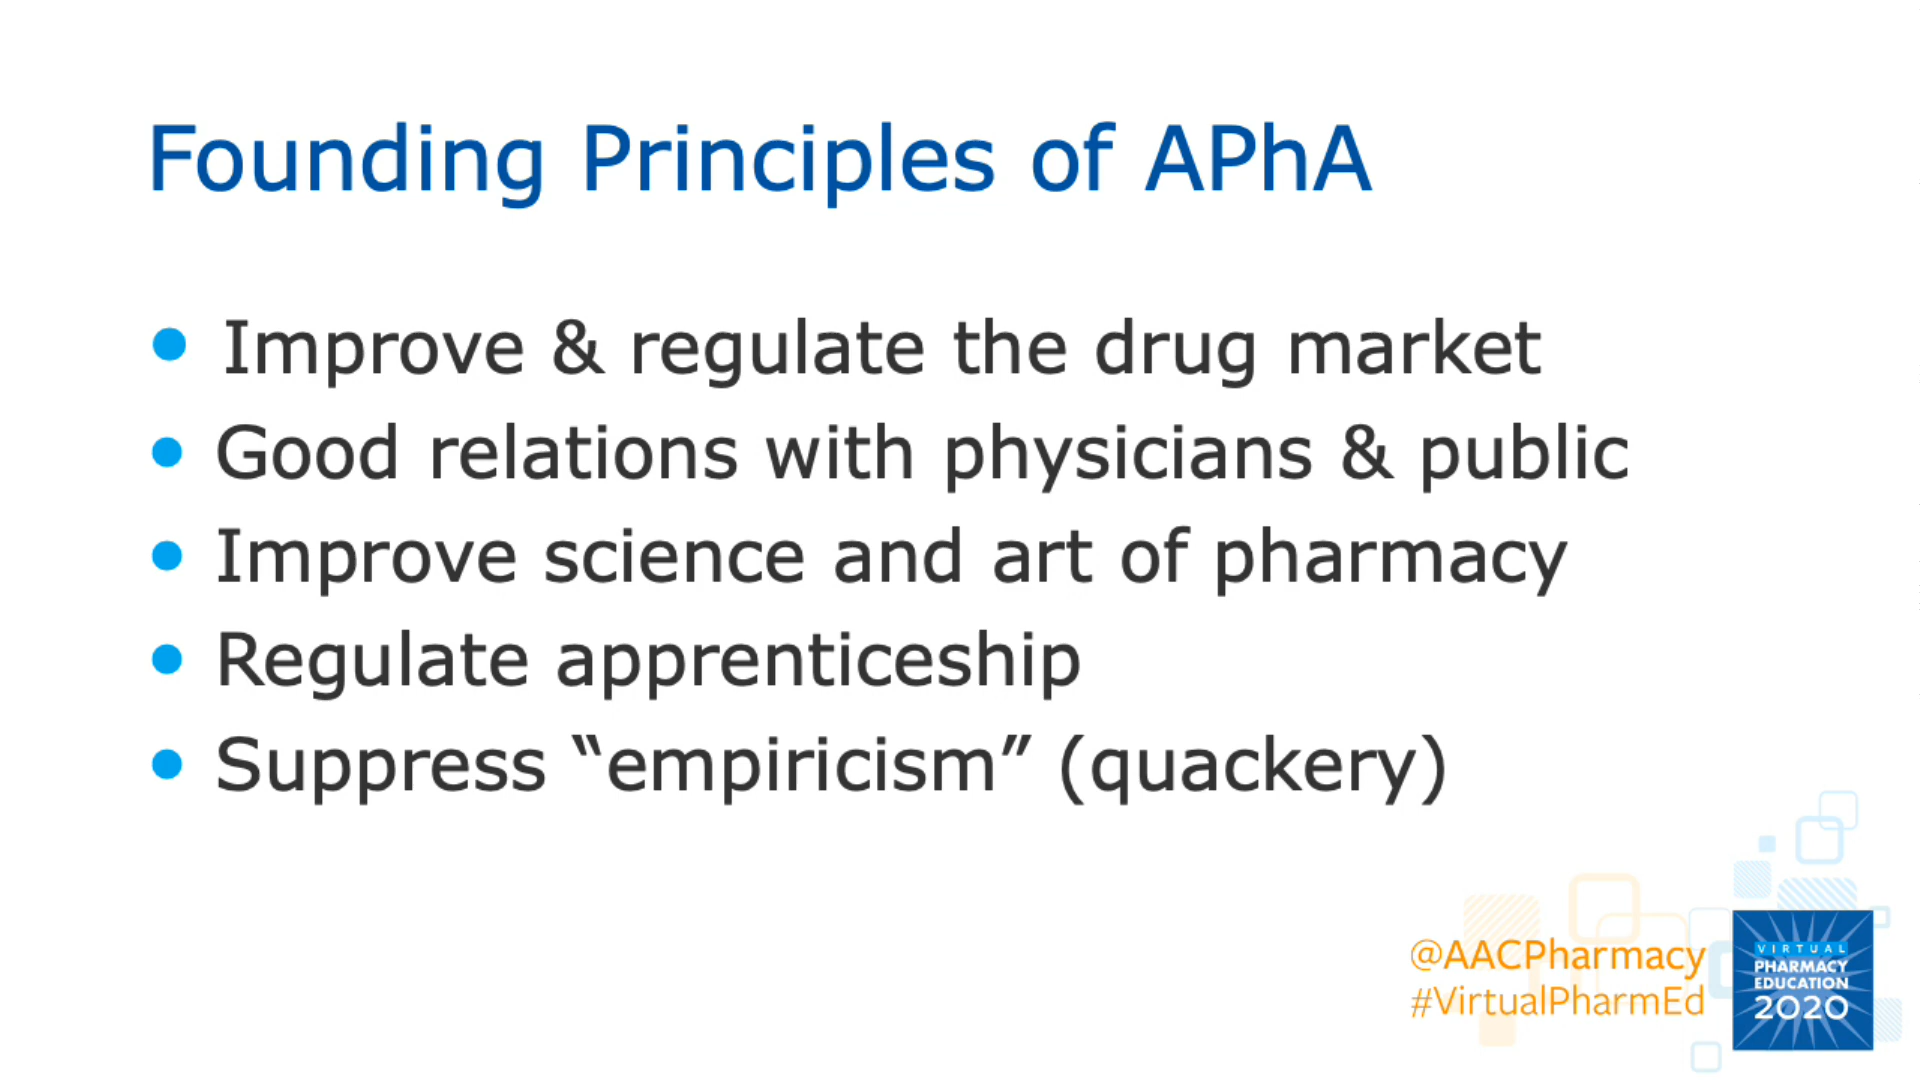 Founding Principles of APhA
• Improve & regulate the drug market
• Good relations with physicians & public
• Improve science and art of pharmacy
• Regulate apprenticeship
• Suppress “empiricism” (quackery)
@AACPharmacy
#VirtualPharmEd
VIRTUAL
PHARMACY
EDUCATION
2020